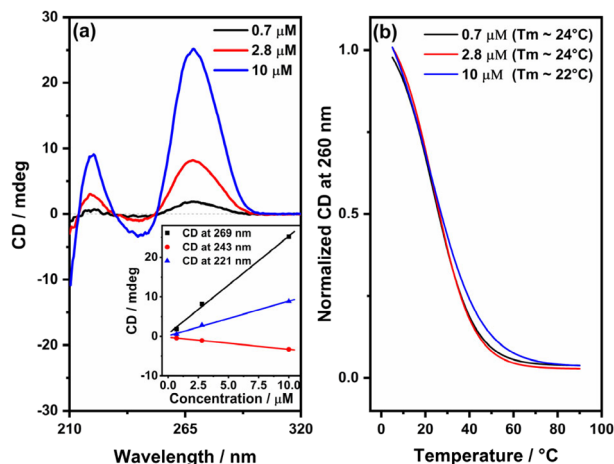 (a)
0.7 μM
2.8 μM
10 μM
30
20
10
0
-10
-20
-30
CD / mdeg
210
265
320
Wavelength / nm
CD at 269 nm
CD at 243 nm
CD at 221 nm
20
10
0
-10
CD / mdeg
0.0
2.5
5.0
7.5
10.0
Concentration / μM
(b)
0.7 μM (Tm ~ 24°C)
2.8 μM (Tm ~ 24°C)
10 μM (Tm ~ 22°C)
1.0
0.5
0.0
Normalized CD at 260 nm
0
20
40
60
80
100
Temperature / °C